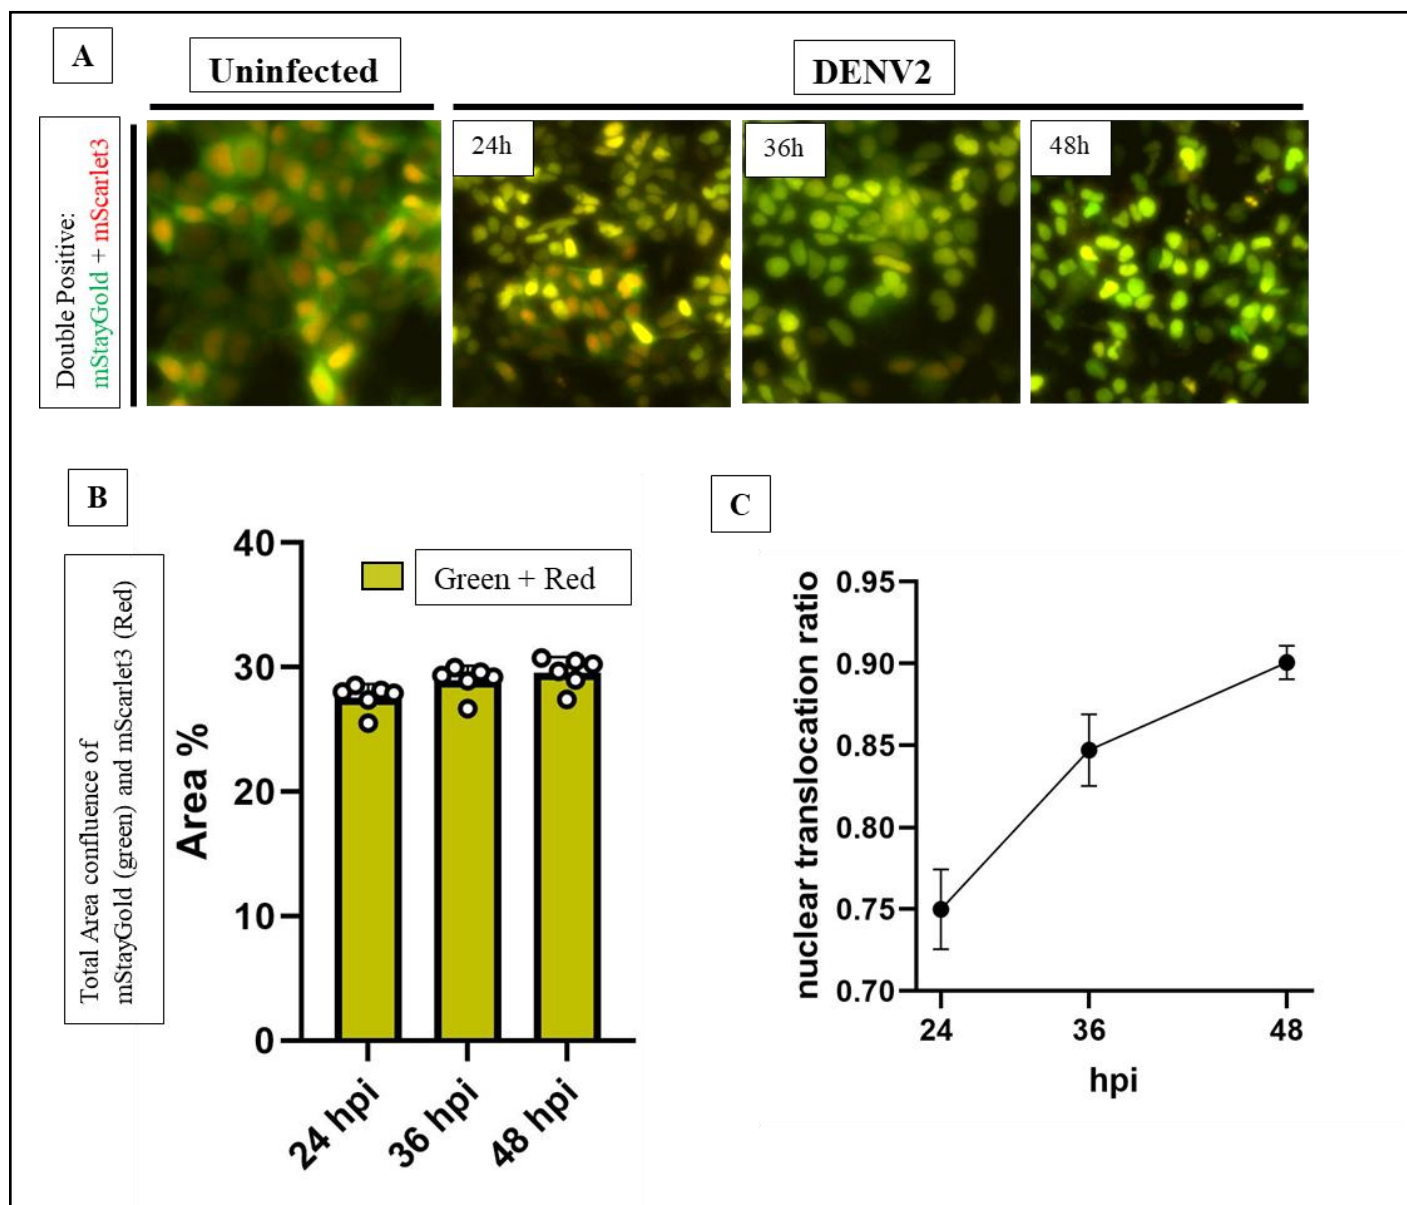 A
Uninfected
DENV2
Double Positive:
mStayGold + mScarlet3
24h
36h
48h
B
Total Area confluence of
mStayGold (green) and mScarlet3 (Red)
Area %
40
30
20
10
0
Green + Red
24 hpi
36 hpi
48 hpi
C
nuclear translocation ratio
0.95
0.90
0.85
0.80
0.75
0.70
24
36
48
hpi